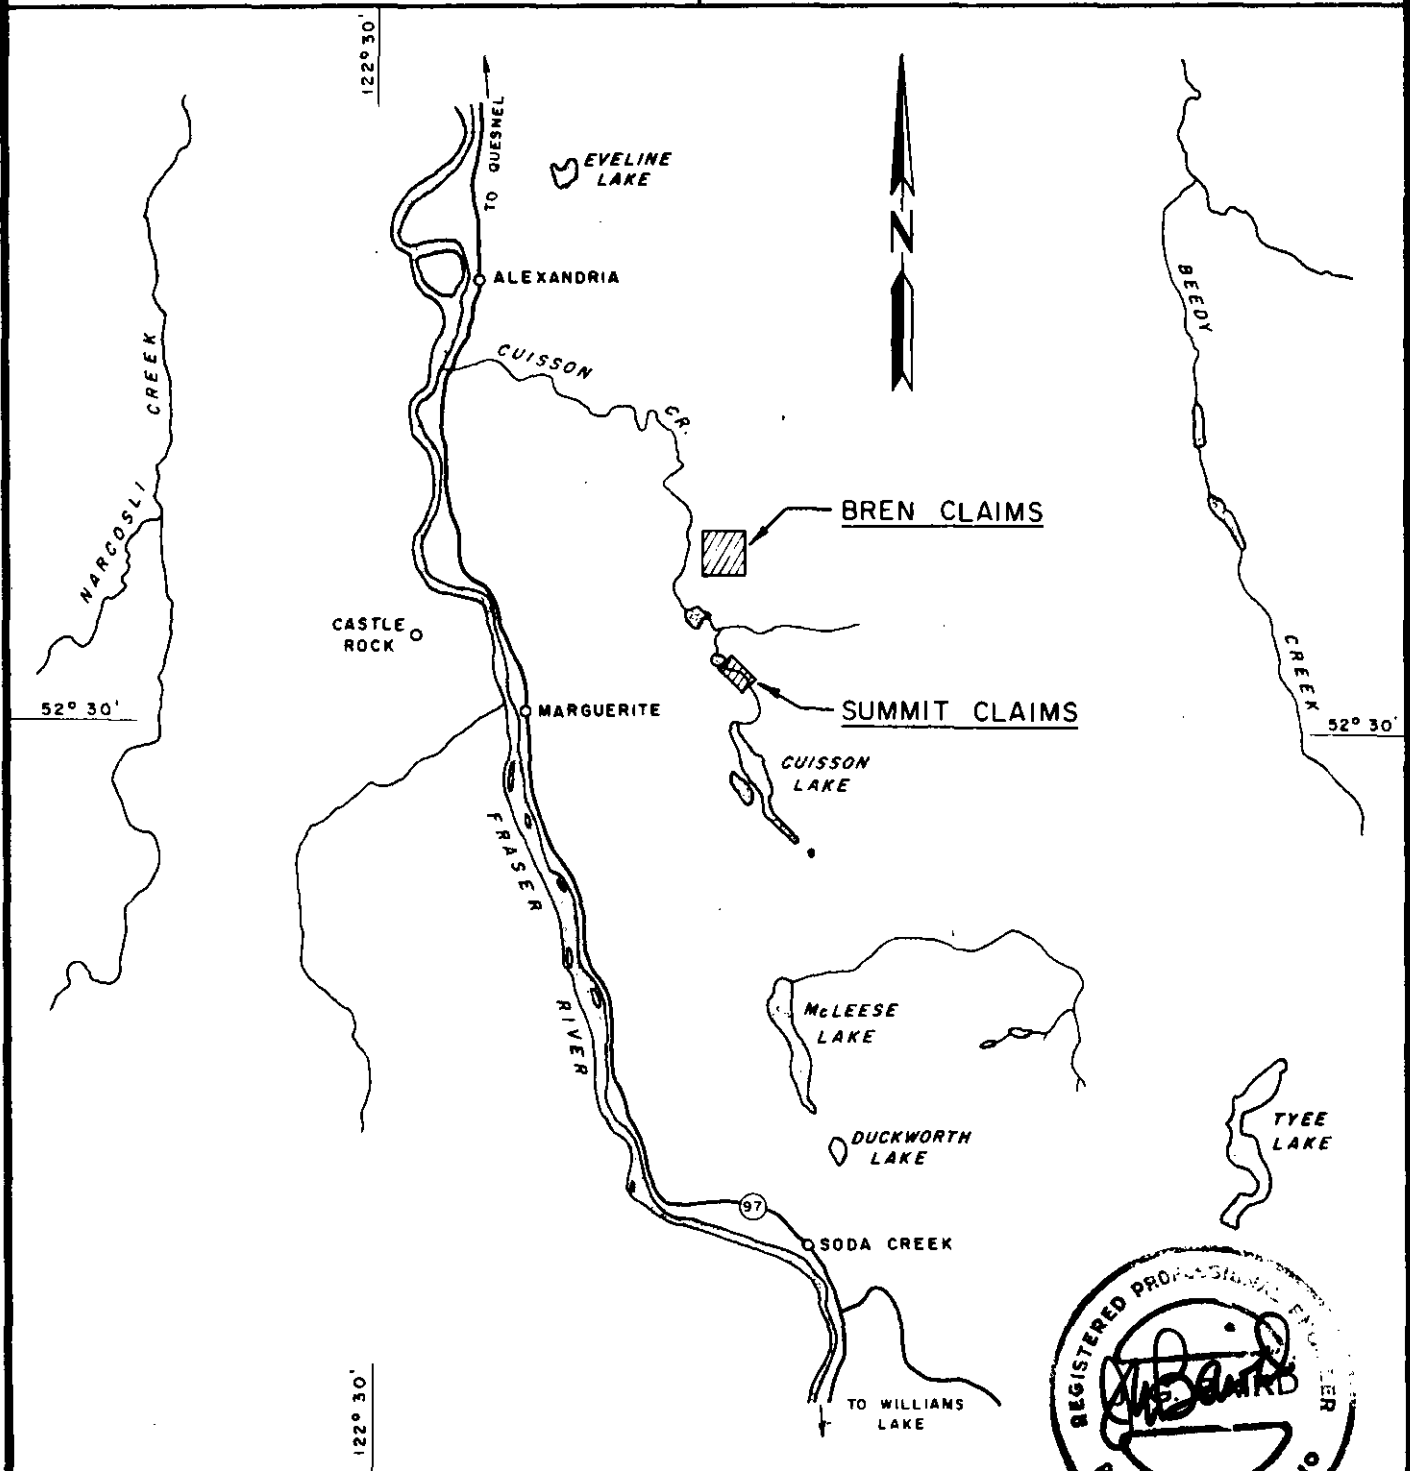 122° 30'
TO QUESNEL
EVELINE
LAKE
N
ALEXANDRIA
CUISSON
CR.
CREEK
NARCOSLI
BEEDY
BREN CLAIMS
CASTLE
ROCK
52° 30'
MARGUERITE
SUMMIT CLAIMS
CREEK
52° 30'
CUISSON
LAKE
FRASER
RIVER
McLEESE
LAKE
DUCKWORTH
LAKE
TYEE
LAKE
97
SODA CREEK
REGISTERED PROFESSIONAL
122° 30'
TO WILLIAMS
LAKE